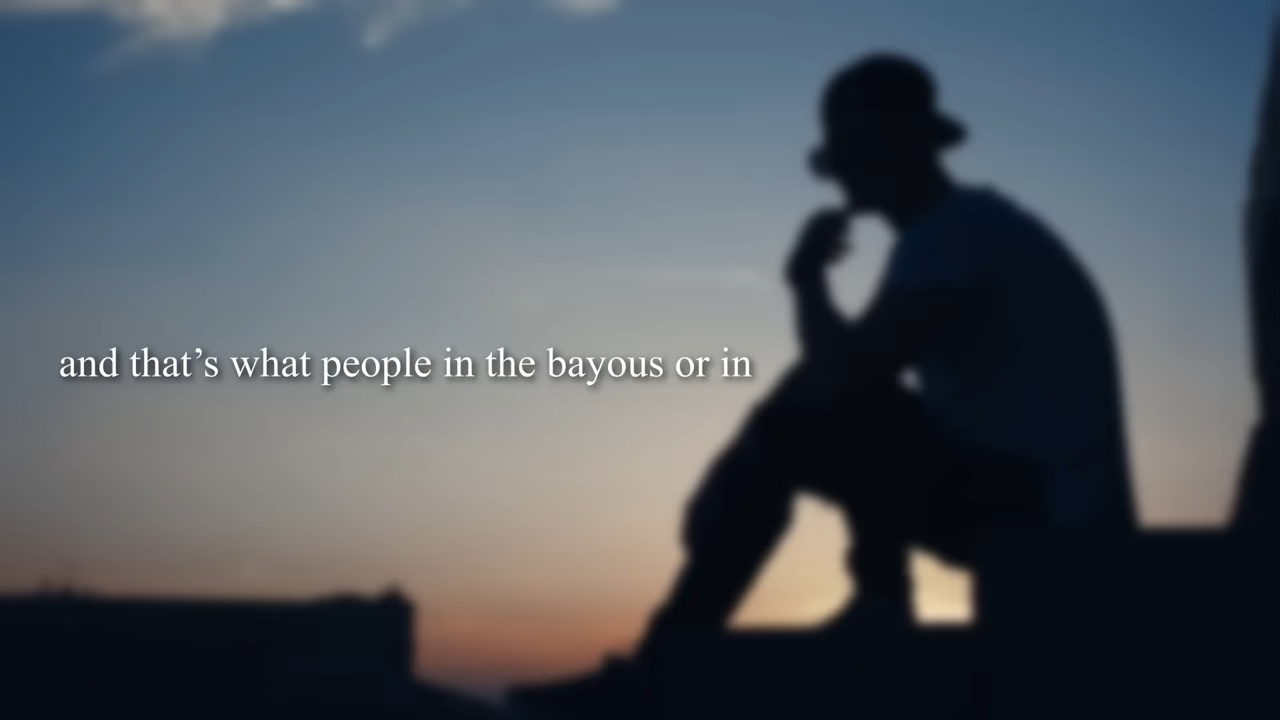 and that’s what people in the bayous or in